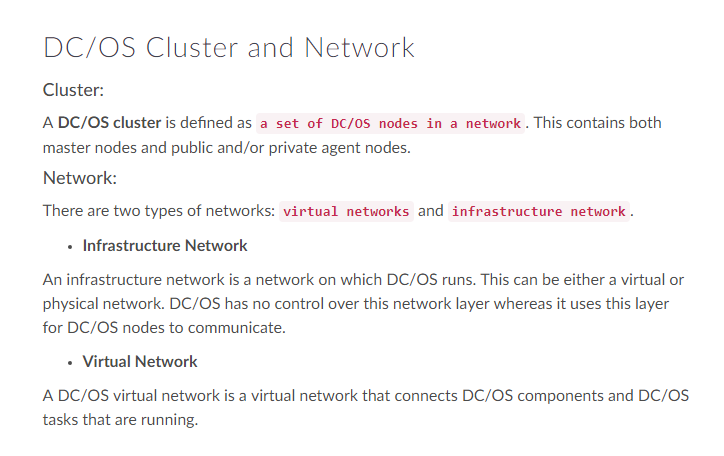 DC/OS Cluster and Network
Cluster:
A DC/OS cluster is defined as a set of DC/OS nodes in a network. This contains both
master nodes and public and/or private agent nodes.
Network:
There are two types of networks: virtual networks and infrastructure network.
• Infrastructure Network
An infrastructure network is a network on which DC/OS runs. This can be either a virtual or
physical network. DC/OS has no control over this network layer whereas it uses this layer
for DC/OS nodes to communicate.
• Virtual Network
A DC/OS virtual network is a virtual network that connects DC/OS components and DC/OS
tasks that are running.